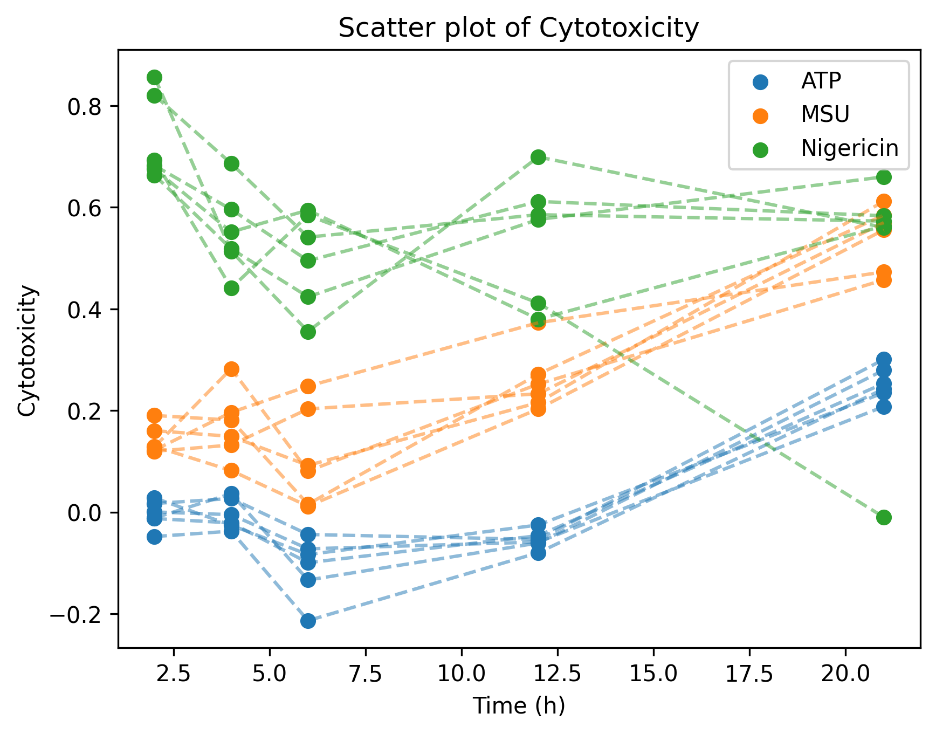 Scatter plot of Cytotoxicity
ATP
MSU
Nigericin
Cytotoxicity
0.8
0.6
0.4
0.2
0.0
−0.2
2.5 5.0 7.5 10.0 12.5 15.0 17.5 20.0
Time (h)